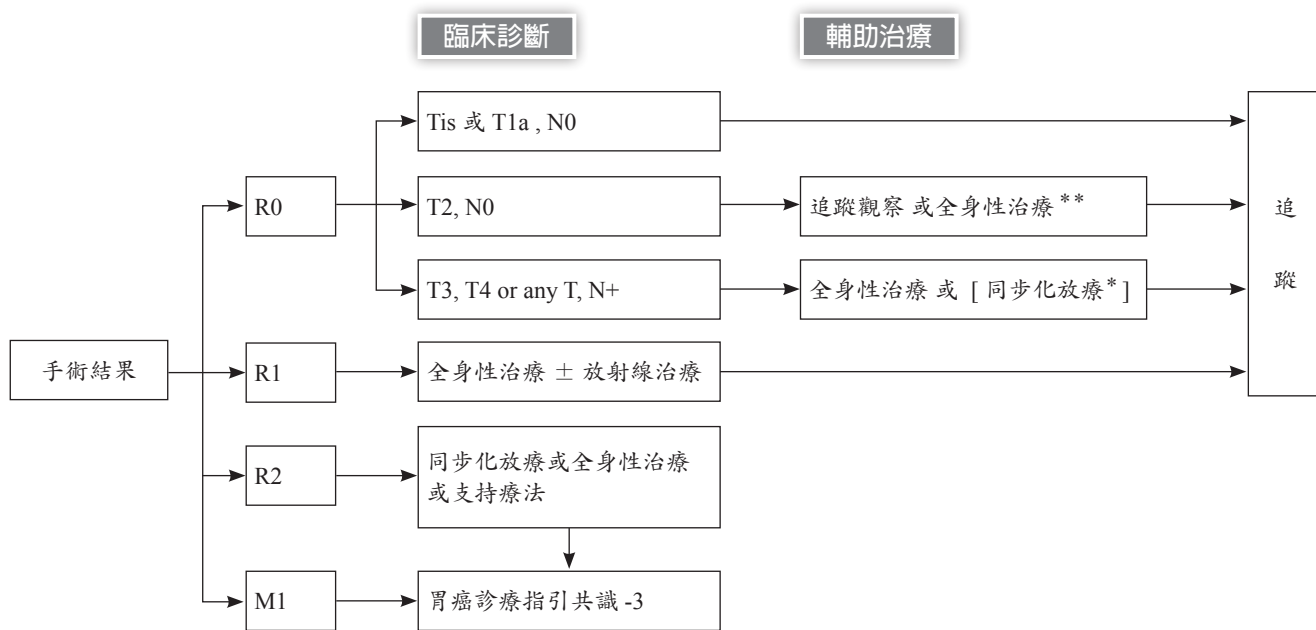 臨床診斷
輔助治療
Tis 或 T1a , N0
R0
T2, N0
追蹤觀察 或全身性治療**
T3, T4 or any T, N+
全身性治療 或 [ 同步化放療* ]
追
蹤
手術結果
R1
全身性治療 ± 放射線治療
R2
同步化放療或全身性治療
或支持療法
M1
胃癌診療指引共識 -3